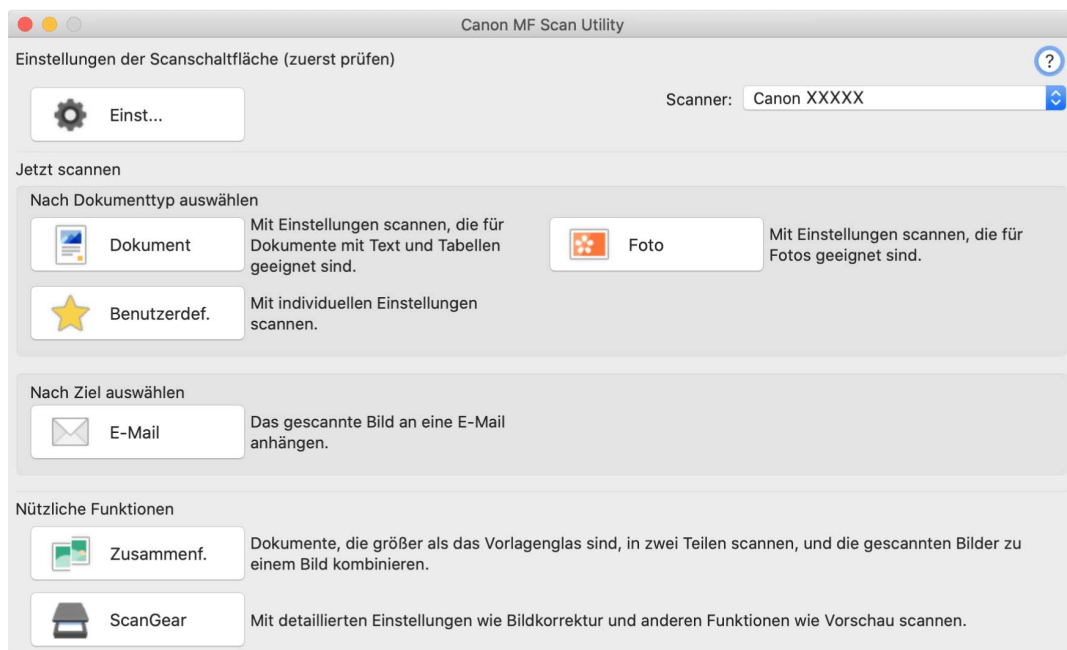 Canon MF Scan Utility
Einstellungen der Scanschaltfläche (zuerst prüfen)
?
Einst...
Scanner: Canon XXXXX
Jetzt scannen
Nach Dokumenttyp auswählen
Dokument
Mit Einstellungen scannen, die für
Dokumente mit Text und Tabellen
geeignet sind.
Foto
Mit Einstellungen scannen, die für
Fotos geeignet sind.
Benutzerdef.
Mit individuellen Einstellungen
scannen.
Nach Ziel auswählen
E-Mail
Das gescannte Bild an eine E-Mail
anhängen.
Nützliche Funktionen
Zusammenf.
Dokumente, die größer als das Vorlagenglas sind, in zwei Teilen scannen, und die gescannten Bilder zu
einem Bild kombinieren.
ScanGear
Mit detaillierten Einstellungen wie Bildkorrektur und anderen Funktionen wie Vorschau scannen.